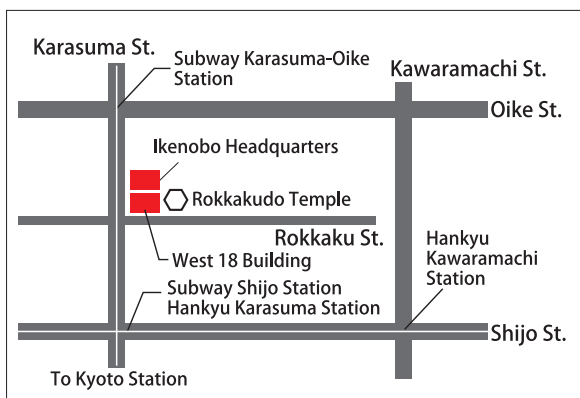 Karasuma St.
Subway Karasuma-Oike
Station
Kawaramachi St.
Oike St.
Ikenobo Headquarters
Rokkakudo Temple
Rokkaku St.
West 18 Building
Hankyu
Kawaramachi
Station
Subway Shijo Station
Hankyu Karasuma Station
Shijo St.
To Kyoto Station